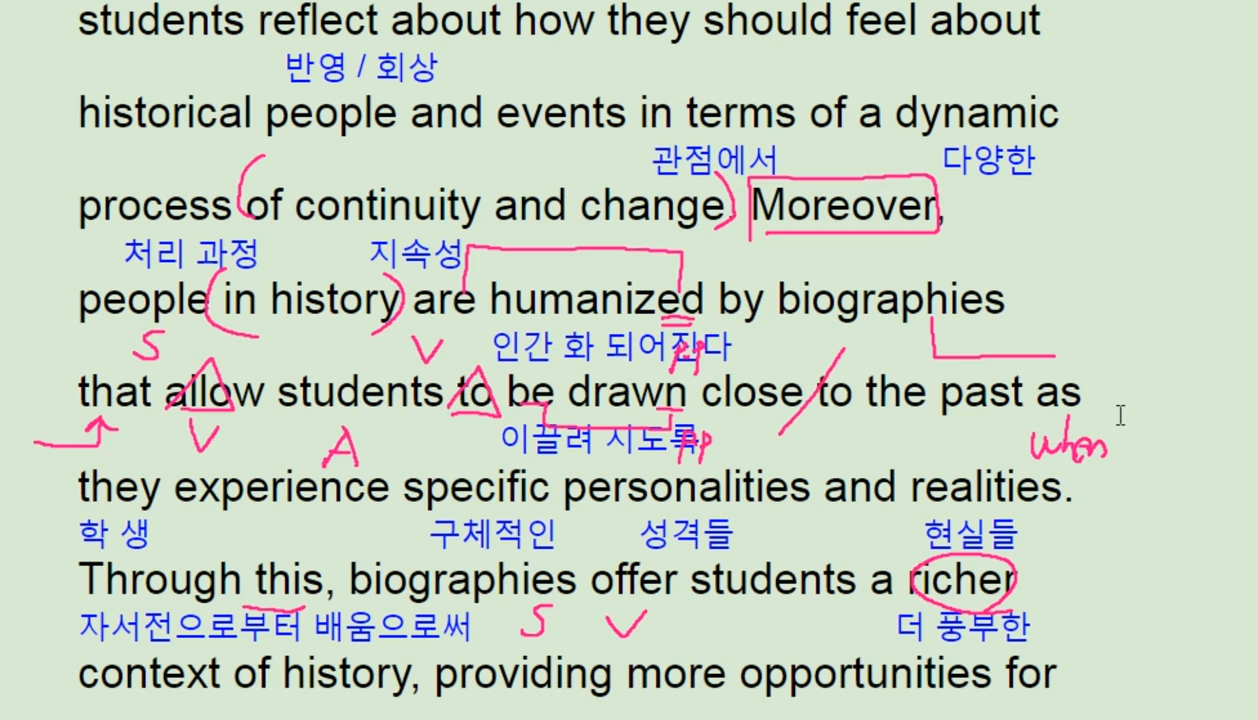 students reflect about how they should feel about
반영 / 회상
historical people and events in terms of a dynamic
관점에서 다양한
process of continuity and change. Moreover,
처리 과정 지속성
people in history are humanized by biographies
S V 인간 화 되어진다 PP
that allow students to be drawn close to the past as
V A 이끌려 시도록 PP when
they experience specific personalities and realities.
학 생 구체적인 성격들 현실들
Through this, biographies offer students a richer
자서전으로부터 배움으로써 S V 더 풍부한
context of history, providing more opportunities for